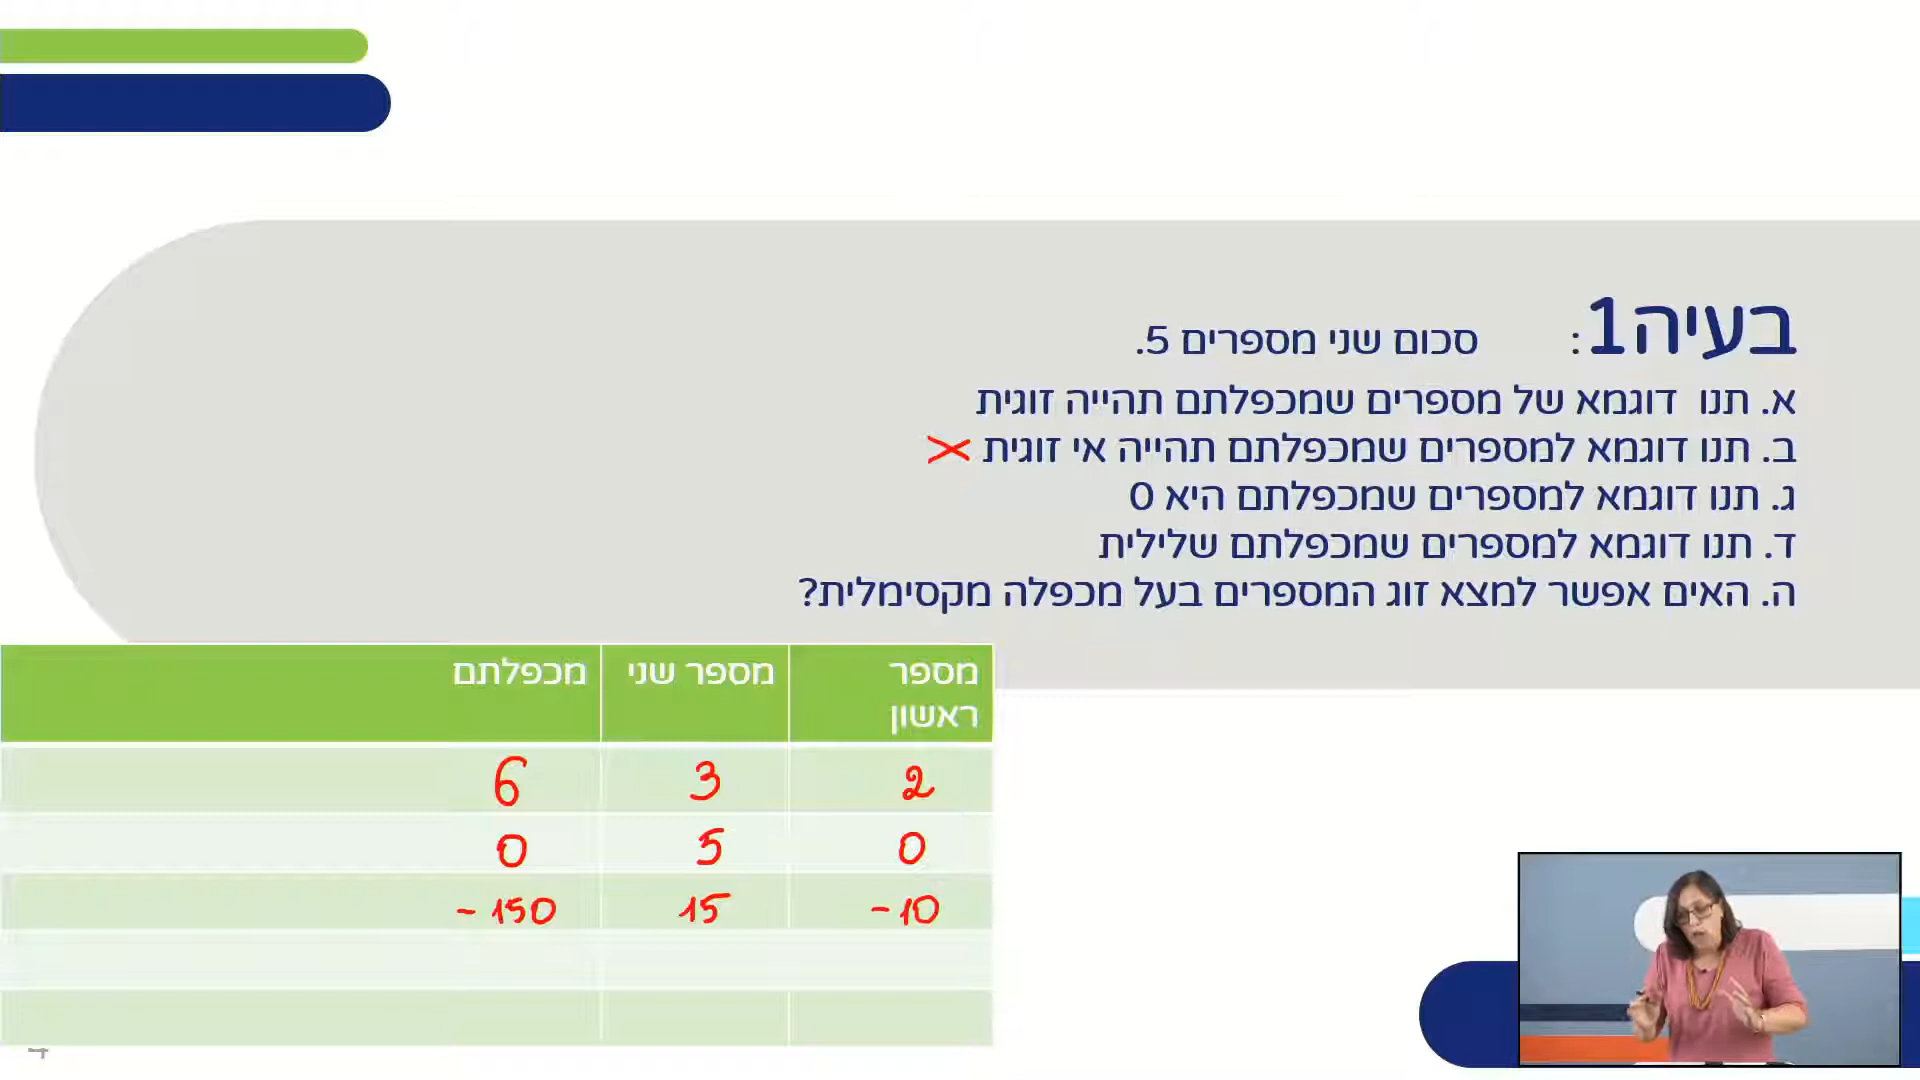 בעיה1: סכום שני מספרים 5.
א. תנו דוגמא של מספרים שמכפלתם תהייה זוגית
ב. תנו דוגמא למספרים שמכפלתם תהייה אי זוגית ✗
ג. תנו דוגמא למספרים שמכפלתם היא 0
ד. תנו דוגמא למספרים שמכפלתם שלילית
ה. האים אפשר למצא זוג המספרים בעל מכפלה מקסימלית?
מספר ראשון מספר שני מכפלתם
2 3 6
0 5 0
-10 15 -150